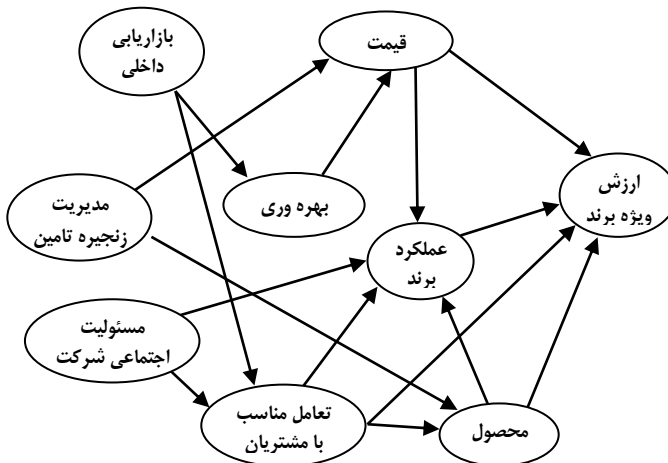 بازاریابی
داخلی
قیمت
ارزش
ویژه برند
بهره وری
مدیریت
زنجیره تامین
عملکرد
برند
مسئولیت
اجتماعی شرکت
تعامل مناسب
با مشتریان
محصول